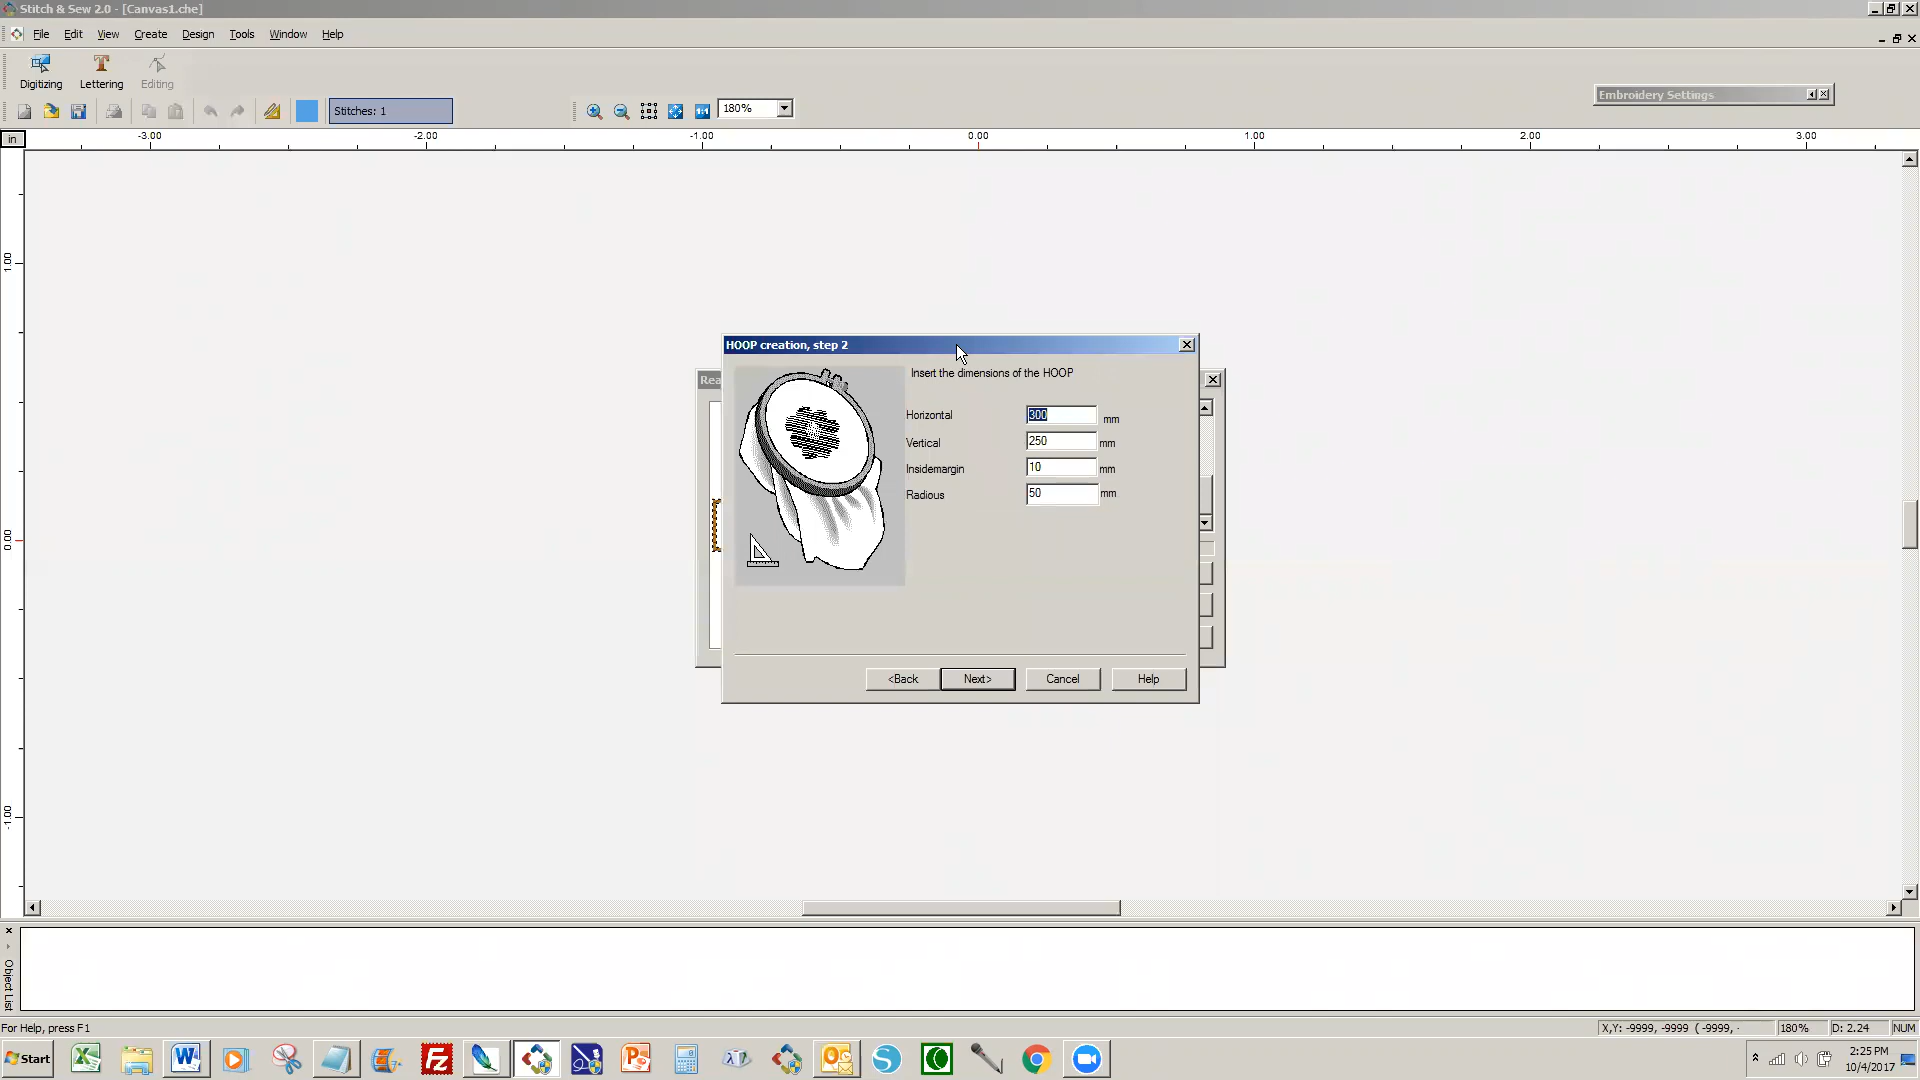 Stitch & Sew 2.0 - [Canvas1.che]
File Edit View Create Design Tools Window Help
Digitizing Lettering Editing
Stitches: 1
180%
Embroidery Settings
in
-3.00 -2.00 -1.00 0.00 1.00 2.00 3.00
1.00
0.00
-1.00
HOOP creation, step 2
Rea
Insert the dimensions of the HOOP
Horizontal 300 mm
Vertical 250 mm
Insidemargin 10 mm
Radious 50 mm
<Back Next> Cancel Help
Object List
For Help, press F1
X,Y: -9999, -9999 ( -9999, - 180% D: 2.24 NUM
Start
2:25 PM
10/4/2017